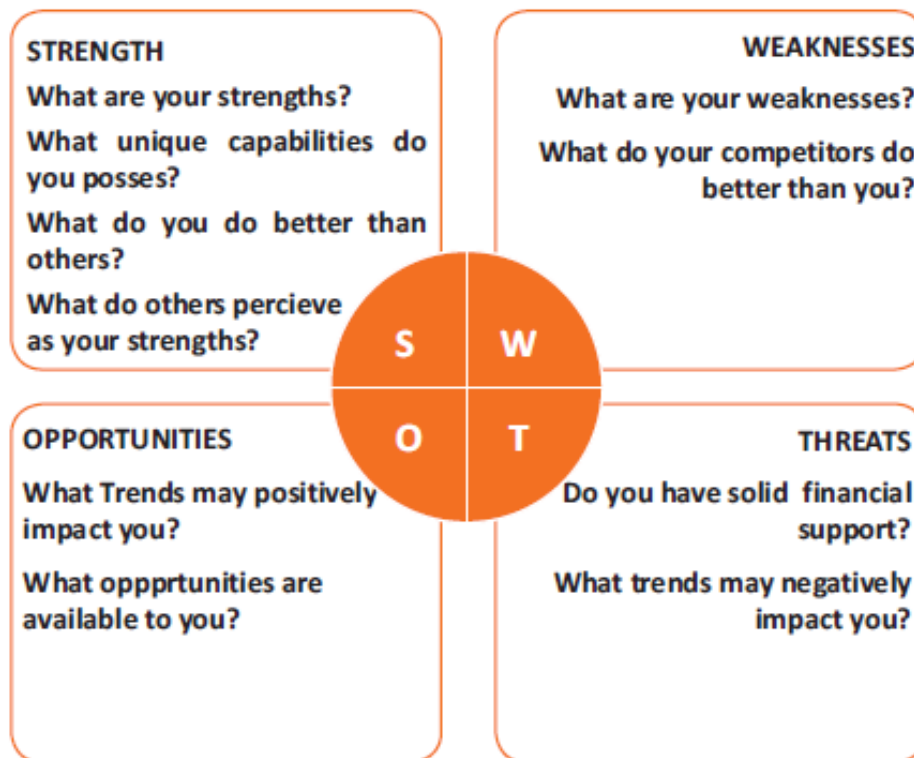 STRENGTH
What are your strengths?
What unique capabilities do
you posses?
What do you do better than
others?
What do others percieve
as your strengths?
WEAKNESSES
What are your weaknesses?
What do your competitors do
better than you?
S
W
O
T
OPPORTUNITIES
What Trends may positively
impact you?
What oppprtunities are
available to you?
THREATS
Do you have solid financial
support?
What trends may negatively
impact you?